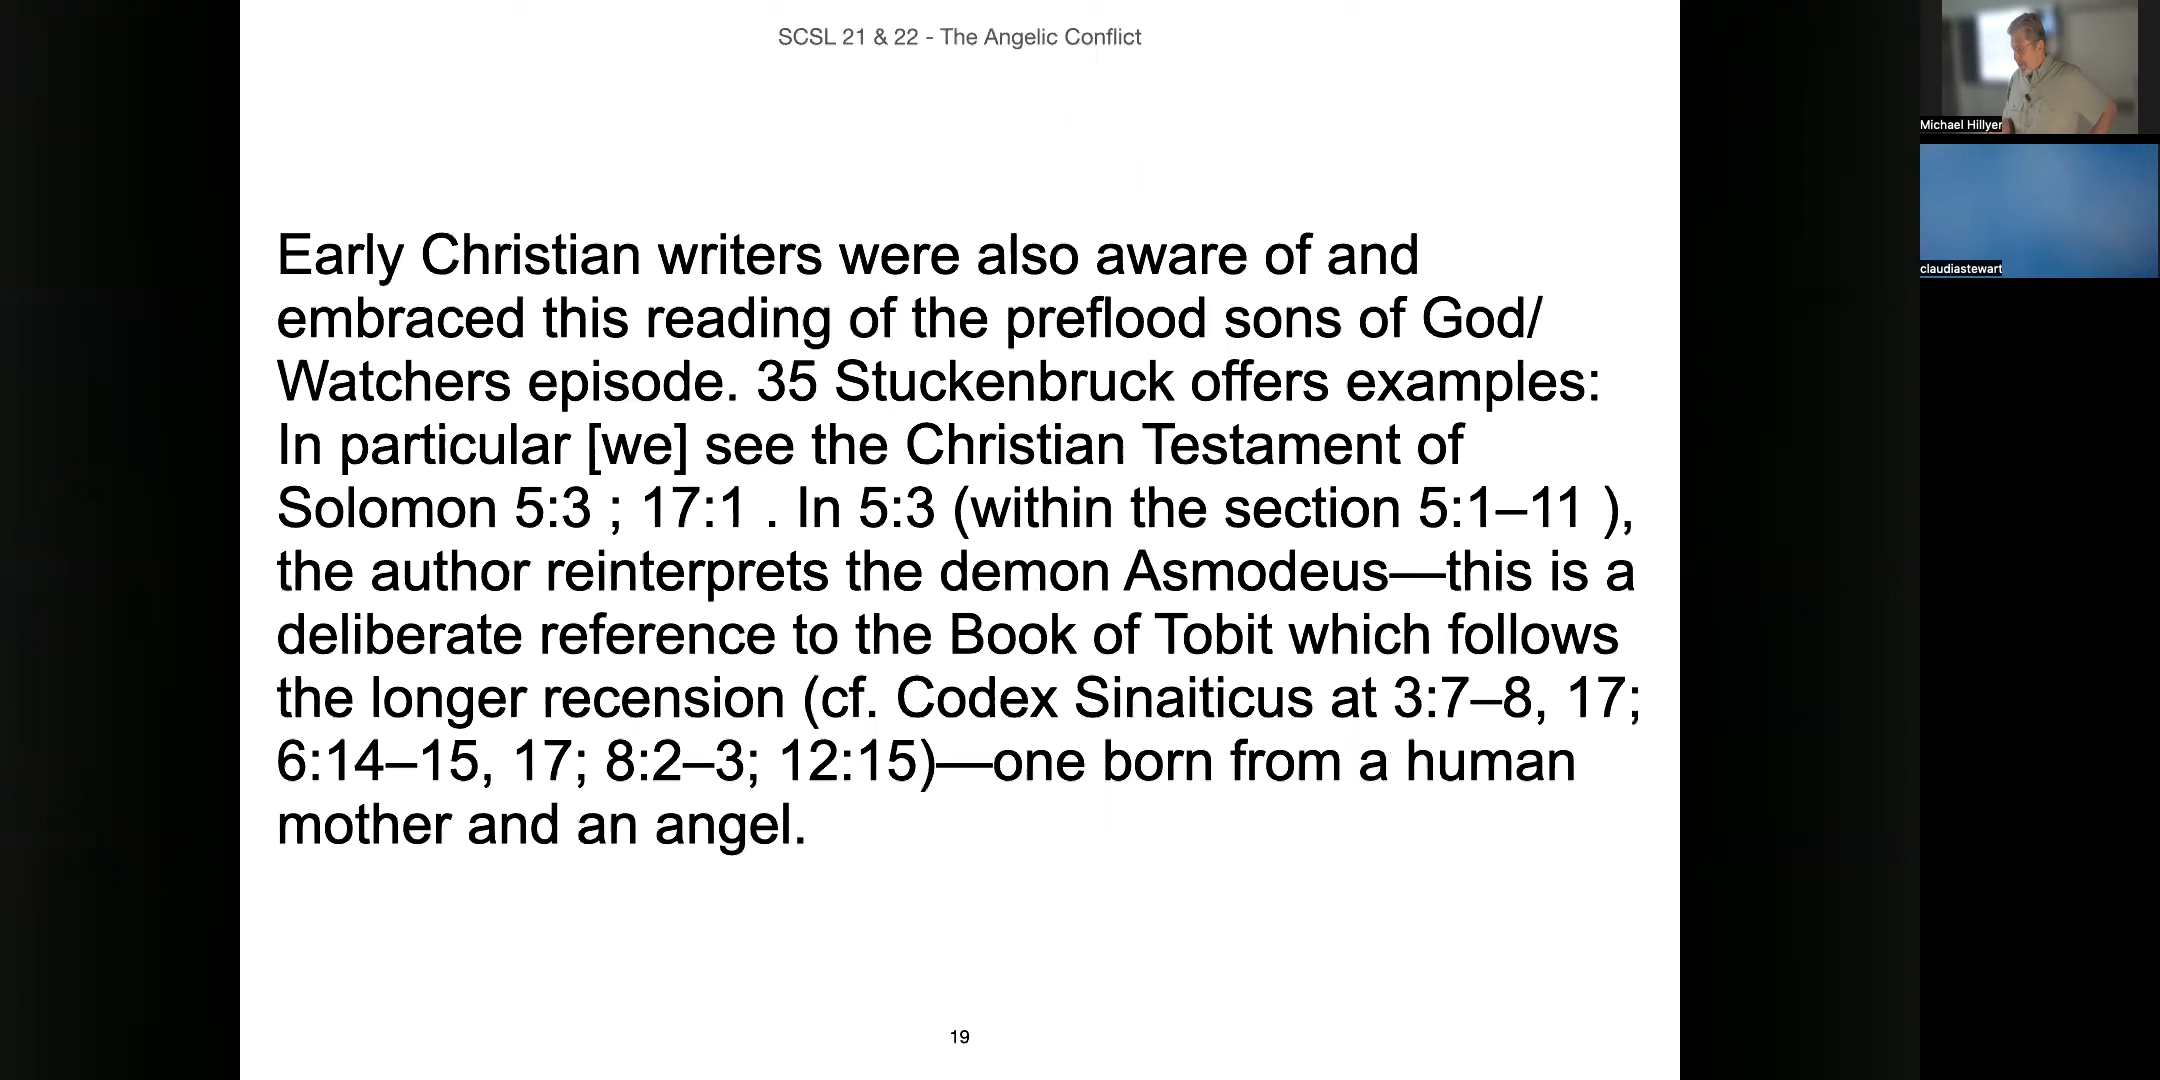 SCSL 21 & 22 - The Angelic Conflict
Early Christian writers were also aware of and
embraced this reading of the preflood sons of God/
Watchers episode. 35 Stuckenbruck offers examples:
In particular [we] see the Christian Testament of
Solomon 5:3 ; 17:1 . In 5:3 (within the section 5:1–11 ),
the author reinterprets the demon Asmodeus—this is a
deliberate reference to the Book of Tobit which follows
the longer recension (cf. Codex Sinaiticus at 3:7–8, 17;
6:14–15, 17; 8:2–3; 12:15)—one born from a human
mother and an angel.
19
Michael Hillyer
claudiastewart